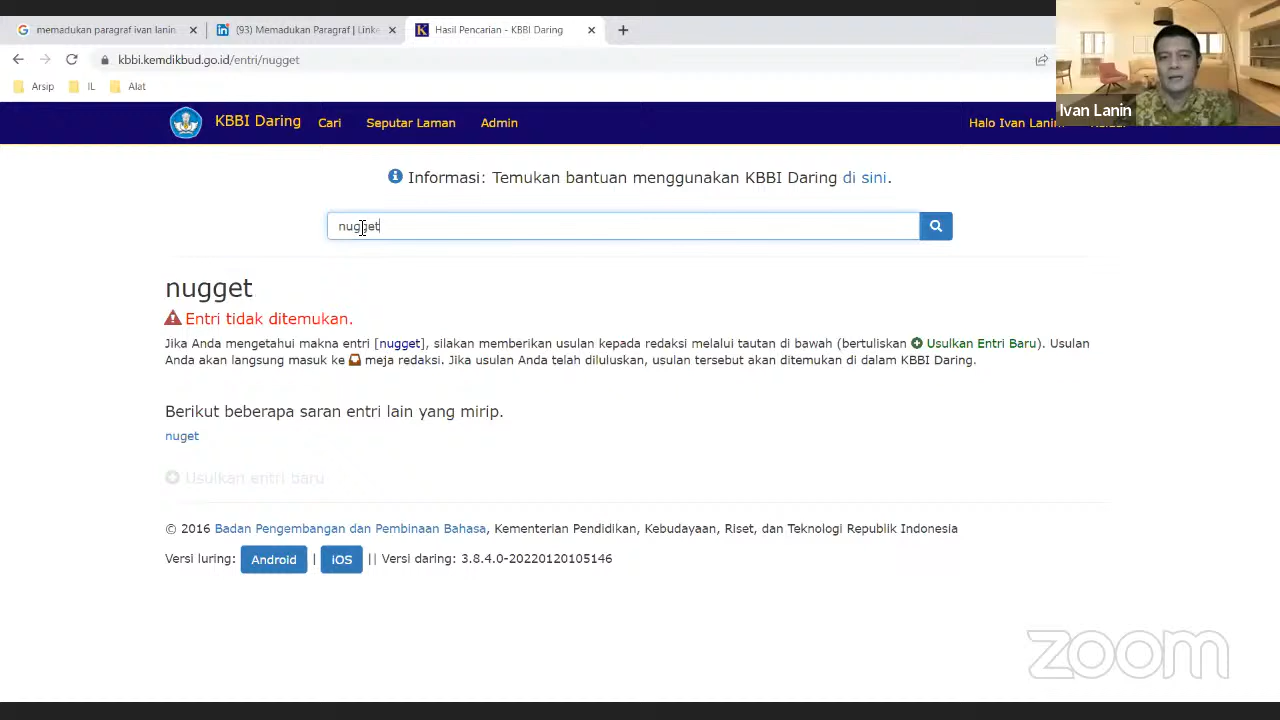 memadukan paragraf ivan lanin
(93) Memadukan Paragraf | Linke
Hasil Pencarian - KBBI Daring
kbbi.kemdikbud.go.id/entri/nugget
Arsip IL Alat
Ivan Lanin
KBBI Daring Cari Seputar Laman Admin Halo Ivan Lanin
Informasi: Temukan bantuan menggunakan KBBI Daring di sini.
nugget
nugget
Entri tidak ditemukan.
Jika Anda mengetahui makna entri [nugget], silakan memberikan usulan kepada redaksi melalui tautan di bawah (bertuliskan Usulkan Entri Baru). Usulan
Anda akan langsung masuk ke meja redaksi. Jika usulan Anda telah diluluskan, usulan tersebut akan ditemukan di dalam KBBI Daring.
Berikut beberapa saran entri lain yang mirip.
nuget
Usulkan entri baru
© 2016 Badan Pengembangan dan Pembinaan Bahasa, Kementerian Pendidikan, Kebudayaan, Riset, dan Teknologi Republik Indonesia
Versi luring: Android | iOS || Versi daring: 3.8.4.0-20220120105146
zoom